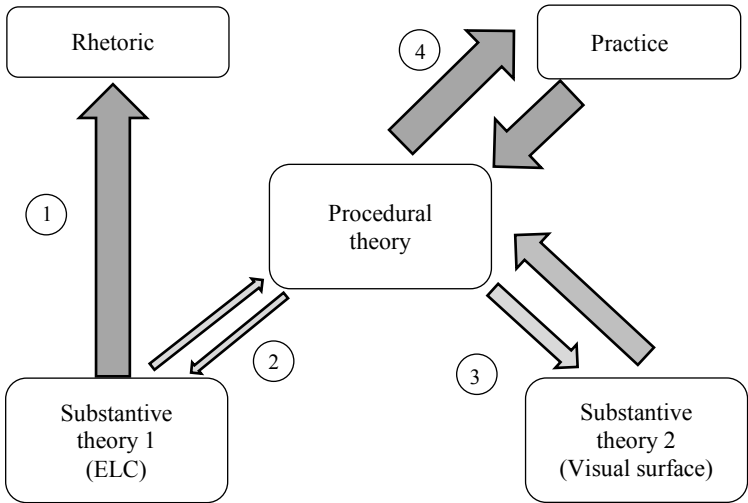 Rhetoric
4
Practice
1
Procedural
theory
2
3
Substantive
theory 1
(ELC)
Substantive
theory 2
(Visual surface)